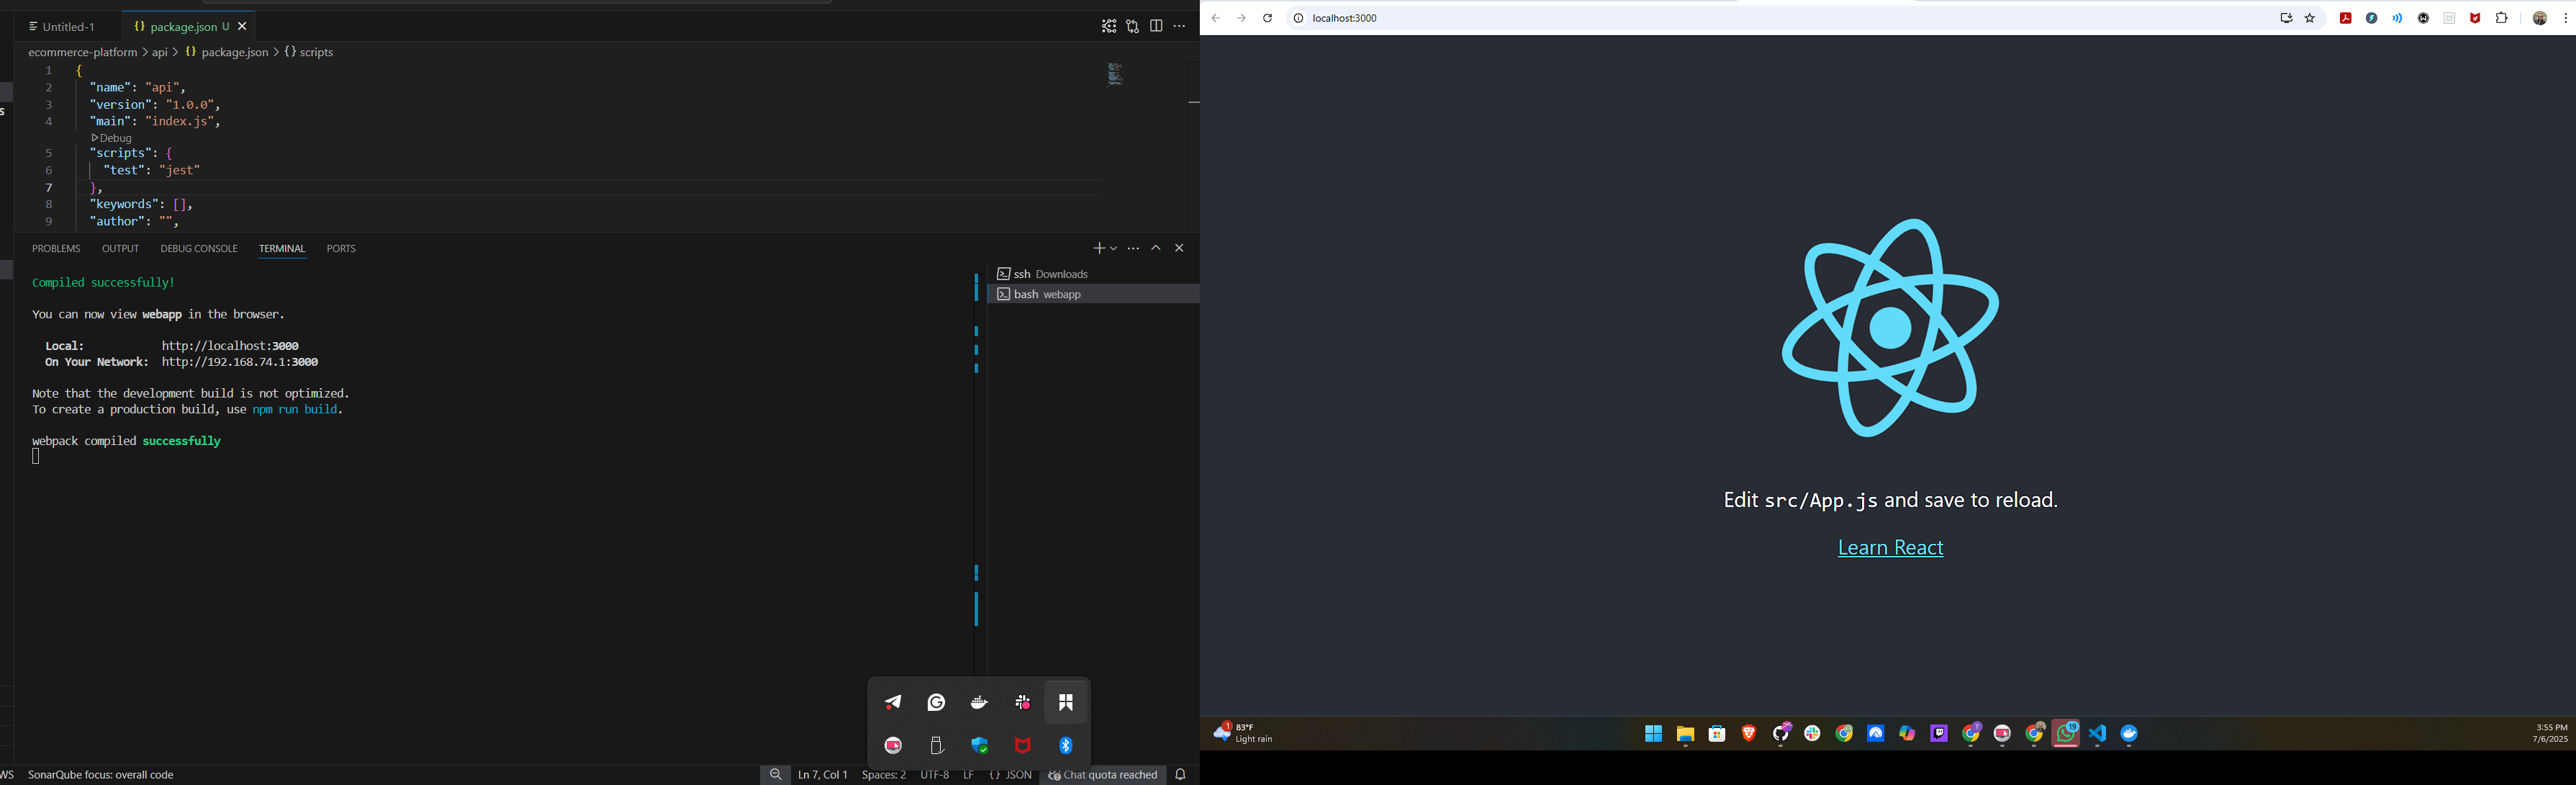 Untitled-1
{} package.json U
ecommerce-platform > api > {} package.json > {} scripts
1 {
2 "name": "api",
3 "version": "1.0.0",
4 "main": "index.js",
Debug
5 "scripts": {
6 "test": "jest"
7 },
8 "keywords": [],
9 "author": "",
PROBLEMS OUTPUT DEBUG CONSOLE TERMINAL PORTS
Compiled successfully!
You can now view webapp in the browser.
Local: http://localhost:3000
On Your Network: http://192.168.74.1:3000
Note that the development build is not optimized.
To create a production build, use npm run build.
webpack compiled successfully
ssh Downloads
bash webapp
WS SonarQube focus: overall code
Ln 7, Col 1 Spaces: 2 UTF-8 LF {} JSON Chat quota reached
localhost:3000
Edit src/App.js and save to reload.
Learn React
1
83°F
Light rain
1
19
3:55 PM
7/6/2025